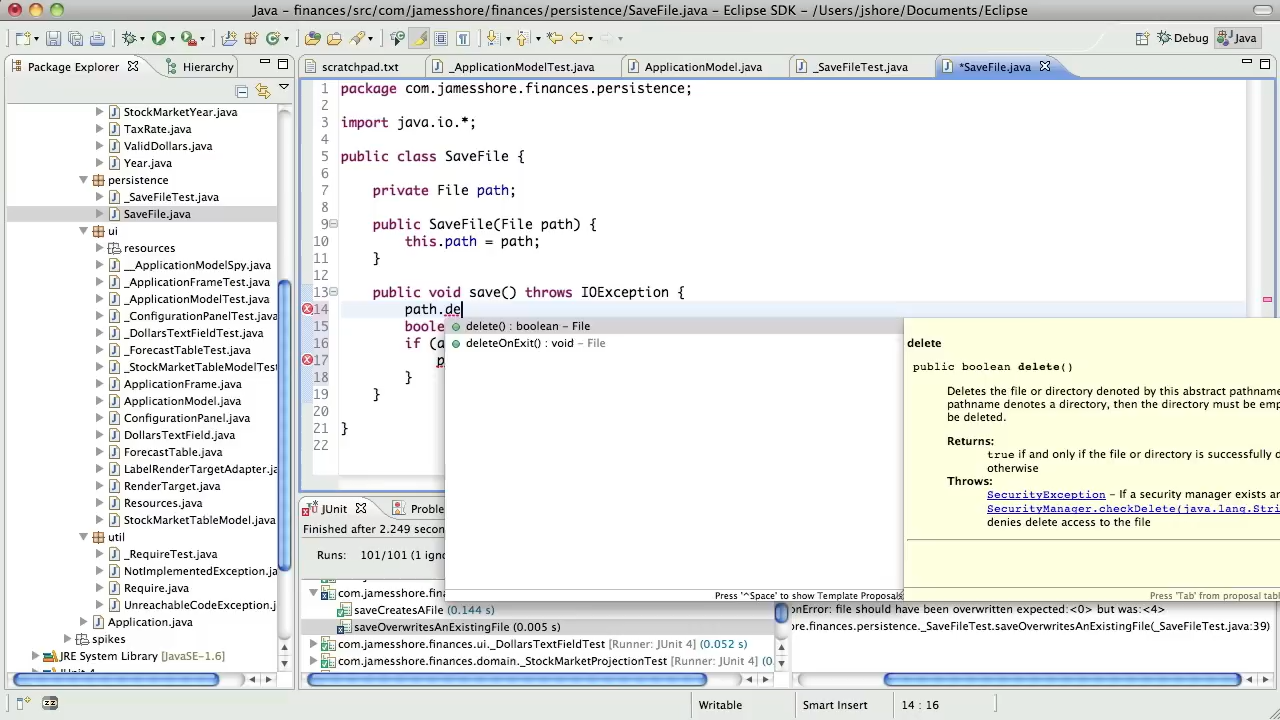 Java - finances/src/com/jamesshore/finances/persistence/SaveFile.java - Eclipse SDK - /Users/jshore/Documents/Eclipse
Debug
Java
Package Explorer
Hierarchy
scratchpad.txt
_ApplicationModelTest.java
ApplicationModel.java
_SaveFileTest.java
*SaveFile.java
StockMarketYear.java
TaxRate.java
ValidDollars.java
Year.java
persistence
_SaveFileTest.java
SaveFile.java
ui
resources
__ApplicationModelSpy.java
_ApplicationFrameTest.java
_ApplicationModelTest.java
_ConfigurationPanelTest.java
_DollarsTextFieldTest.java
_ForecastTableTest.java
_StockMarketTableModelTest
ApplicationFrame.java
ApplicationModel.java
ConfigurationPanel.java
DollarsTextField.java
ForecastTable.java
LabelRenderTargetAdapter.ja
RenderTarget.java
Resources.java
StockMarketTableModel.java
util
_RequireTest.java
NotImplementedException.java
Require.java
UnreachableCodeException.j
Application.java
spikes
JRE System Library [JavaSE-1.6]
1 package com.jamesshore.finances.persistence;
2
3 import java.io.*;
4
5 public class SaveFile {
6
7 private File path;
8
9 public SaveFile(File path) {
10 this.path = path;
11 }
12
13 public void save() throws IOException {
14 path.de
15 boole
16 if (a
17 p
18 }
19 }
20
21 }
22
delete() : boolean - File
deleteOnExit() : void - File
Press '^Space' to show Template Proposals
delete
public boolean delete()
Deletes the file or directory denoted by this abstract pathname
pathname denotes a directory, then the directory must be emp
be deleted.
Returns:
true if and only if the file or directory is successfully d
otherwise
Throws:
SecurityException - If a security manager exists an
SecurityManager.checkDelete(java.lang.Stri
denies delete access to the file
Press 'Tab' from proposal tabl
JUnit
Proble
Finished after 2.249 secon
Runs: 101/101 (1 igno
com.jamesshore.finances.persistence.
saveCreatesAFile (0.144 s)
saveOverwritesAnExistingFile (0.005 s)
com.jamesshore.finances.ui._DollarsTextFieldTest [Runner: JUnit 4] (0.052 s)
com.jamesshore.finances.domain._StockMarketProjectionTest [Runner: JUnit 4] (0
onError: file should have been overwritten expected:<0> but was:<4>
ore.finances.persistence._SaveFileTest.saveOverwritesAnExistingFile(_SaveFileTest.java:39)
Writable
Smart Insert
14 : 16